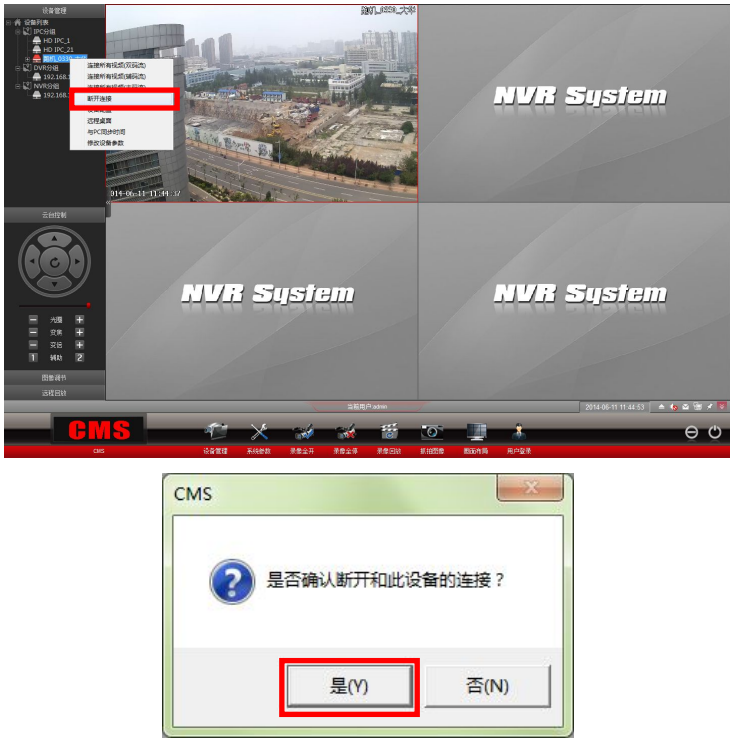 设备管理
设备列表
IPC分组
HD IPC_1
HD IPC_21
DVR分组
192.168.1
NVR分组
192.168.
连接所有视频(双码流)
连接所有视频(辅码流)
断开连接
远程桌面
与PC同步时间
修改设备参数
2014-06-11-11:44:37
NVR System
NVR System
NVR System
云台控制
光圈
变焦
变倍
1 辅助 2
图像调节
远程回放
当前用户:admin
2014-06-11 11:44:53
CMS
CMS
设备管理 系统参数 录像全开 录像全停 录像回放 抓拍图像 画面布局 用户登录
CMS
是否确认断开和此设备的连接？
是(Y)
否(N)